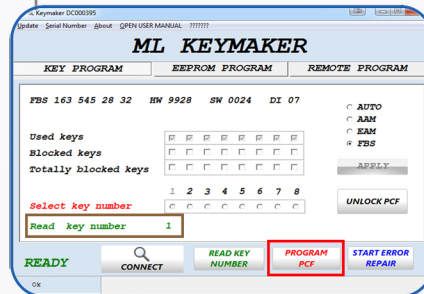 Keymaker DC000395
Update Serial Number About OPEN USER MANUAL ???????
ML KEYMAKER
KEY PROGRAM EEPROM PROGRAM REMOTE PROGRAM
FBS 163 545 28 32 HW 9928 SW 0024 DI 07
AUTO
AAM
EAM
FBS
Used keys
Blocked keys
Totally blocked keys
APPLY
1 2 3 4 5 6 7 8
Select key number
UNLOCK PCF
Read key number 1
READY
CONNECT
READ KEY NUMBER
PROGRAM PCF
START ERROR REPAIR
Ok